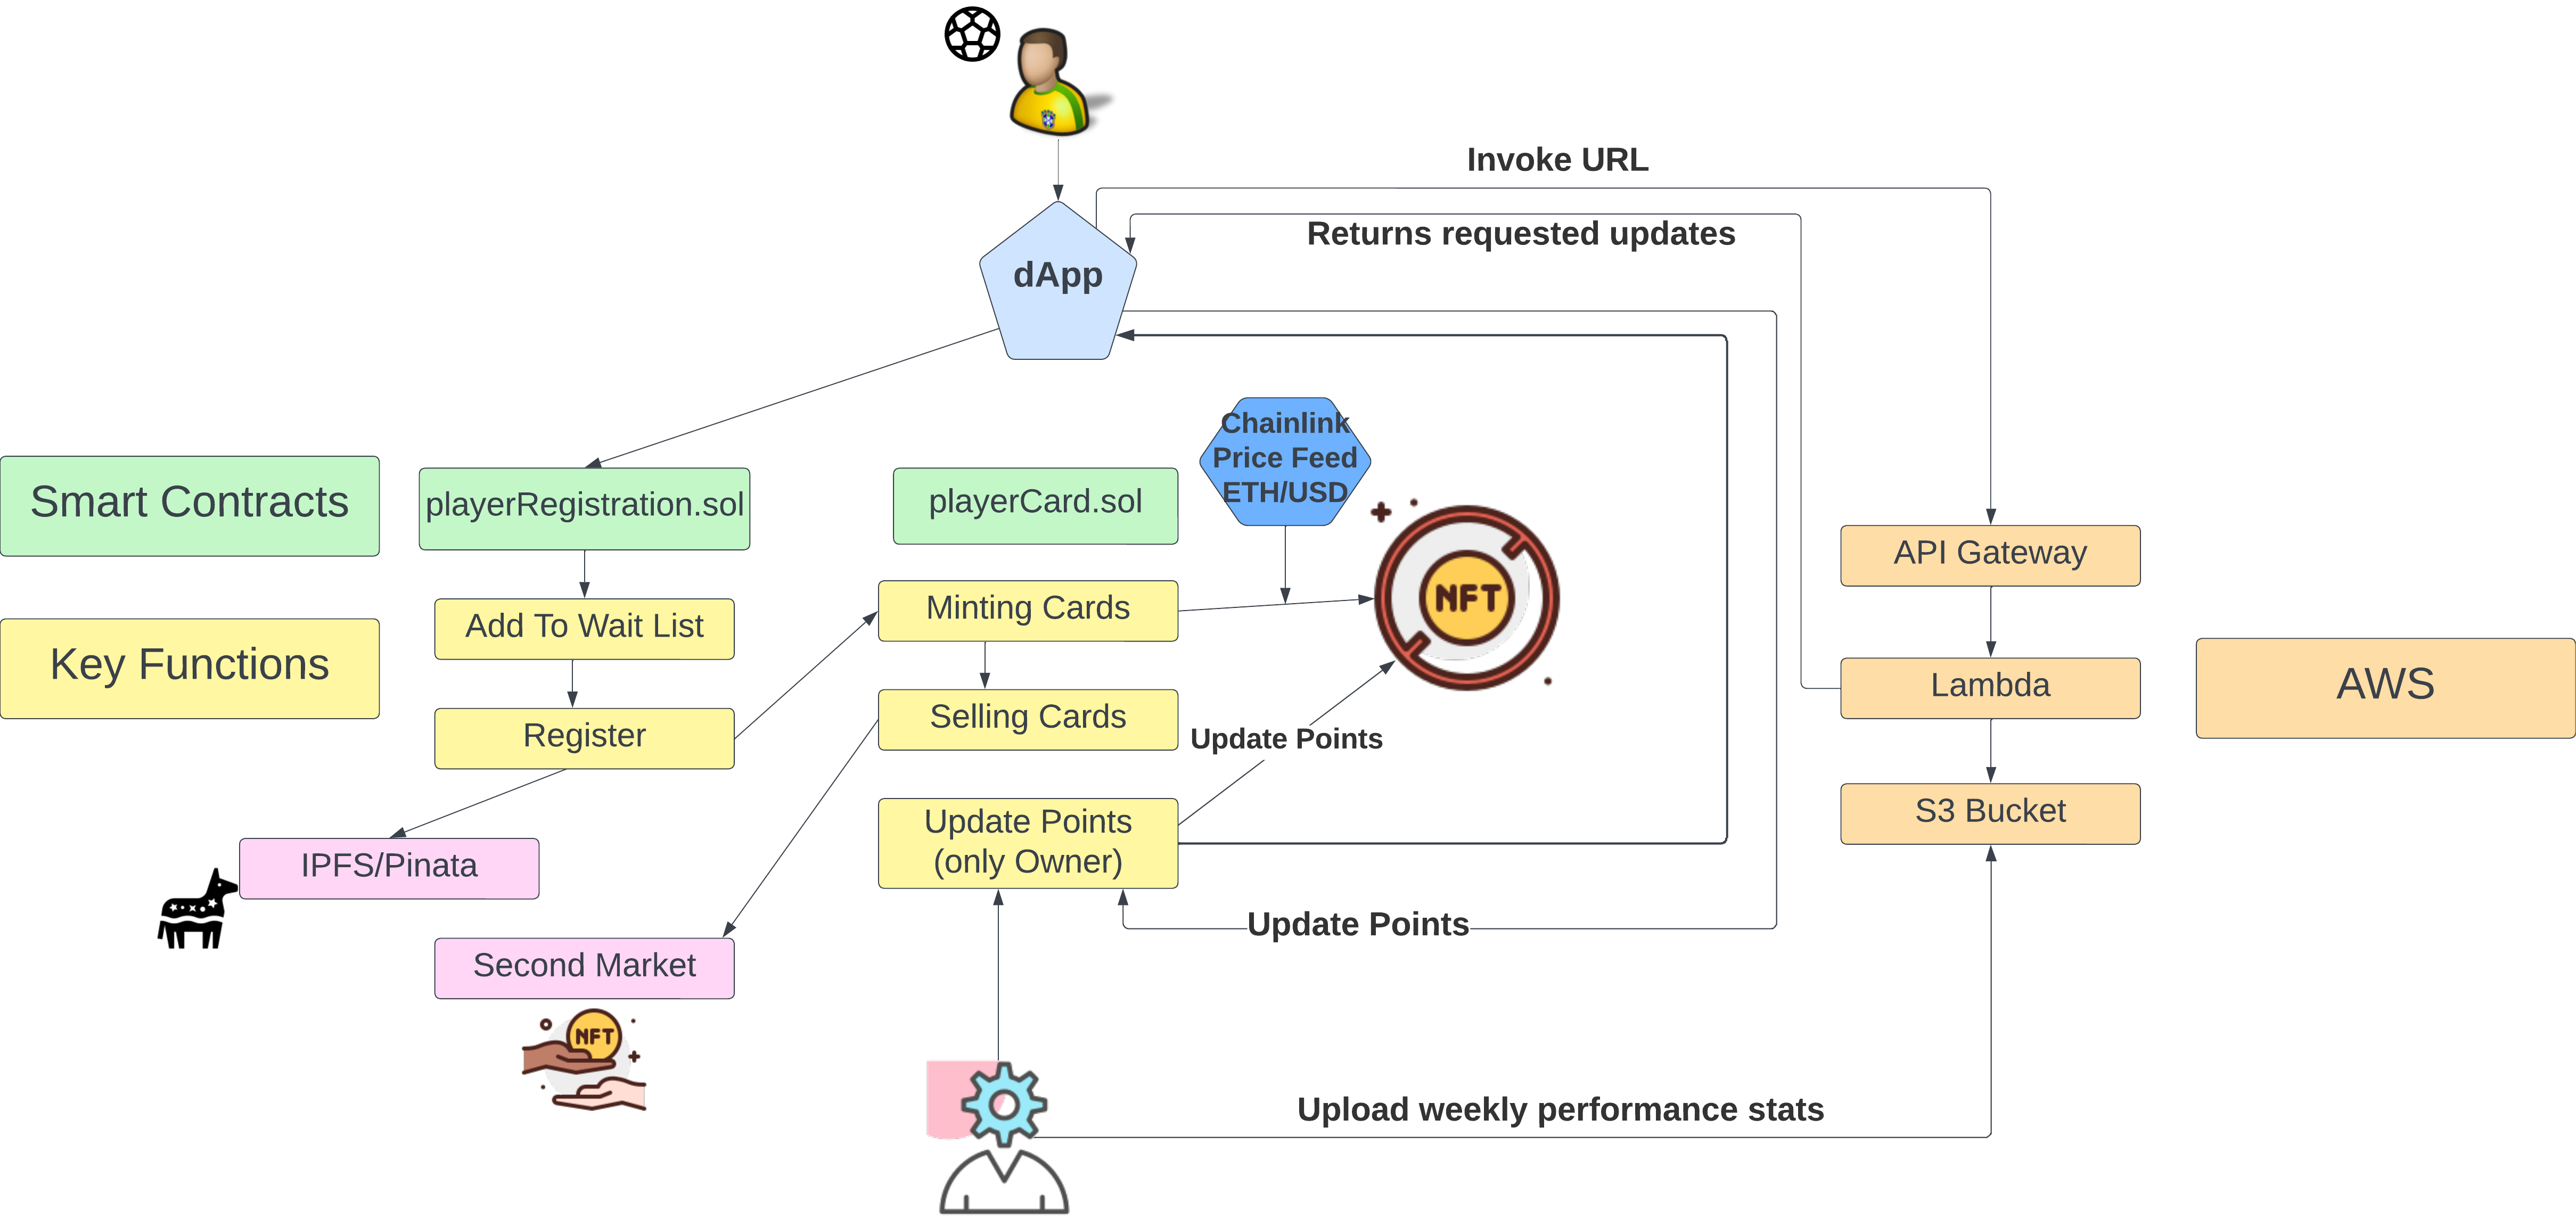 Invoke URL
Returns requested updates
dApp
Chainlink
Price Feed
ETH/USD
Smart Contracts
playerRegistration.sol
playerCard.sol
API Gateway
Minting Cards
NFT
Add To Wait List
Key Functions
Lambda
AWS
Selling Cards
Register
Update Points
S3 Bucket
Update Points
(only Owner)
IPFS/Pinata
Update Points
Second Market
NFT
Upload weekly performance stats